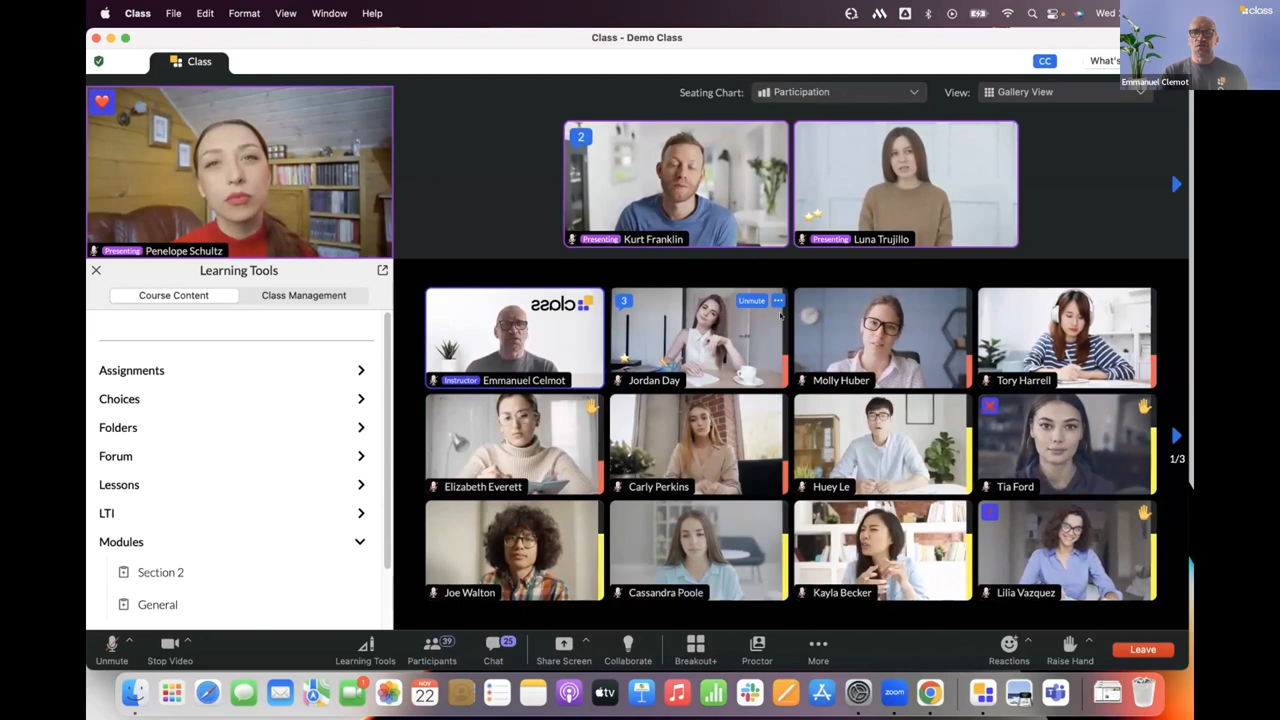 Class File Edit Format View Window Help Wed
class
Class - Demo Class
Class
CC
What's
Emmanuel Clemot
Seating Chart: Participation
View: Gallery View
2
Presenting Penelope Schultz
Presenting Kurt Franklin
Presenting Luna Trujillo
Learning Tools
Course Content
Class Management
class
Instructor Emmanuel Celmot
3
Unmute
Jordan Day
Molly Huber
Tory Harrell
Assignments
Choices
Folders
Forum
Lessons
LTI
Modules
Section 2
General
Elizabeth Everett
Carly Perkins
Huey Le
Tia Ford
1/3
Joe Walton
Cassandra Poole
Kayla Becker
Lilia Vazquez
39
25
Unmute
Stop Video
Learning Tools
Participants
Chat
Share Screen
Collaborate
Breakout+
Proctor
More
Reactions
Raise Hand
Leave
1
NOV
22
tv
zoom